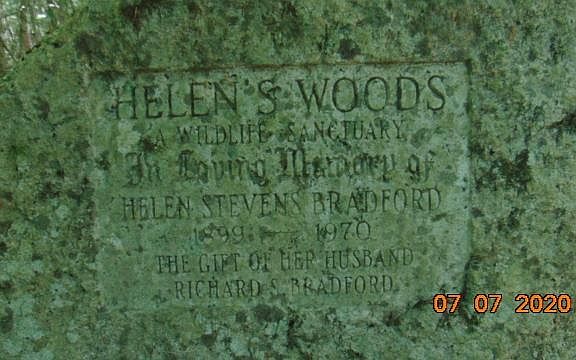 HELEN'S WOODS
A WILDLIFE SANCTUARY
In Loving Memory of
HELEN STEVENS BRADFORD
1899 — 1970
THE GIFT OF HER HUSBAND
RICHARD S. BRADFORD
07 07 2020